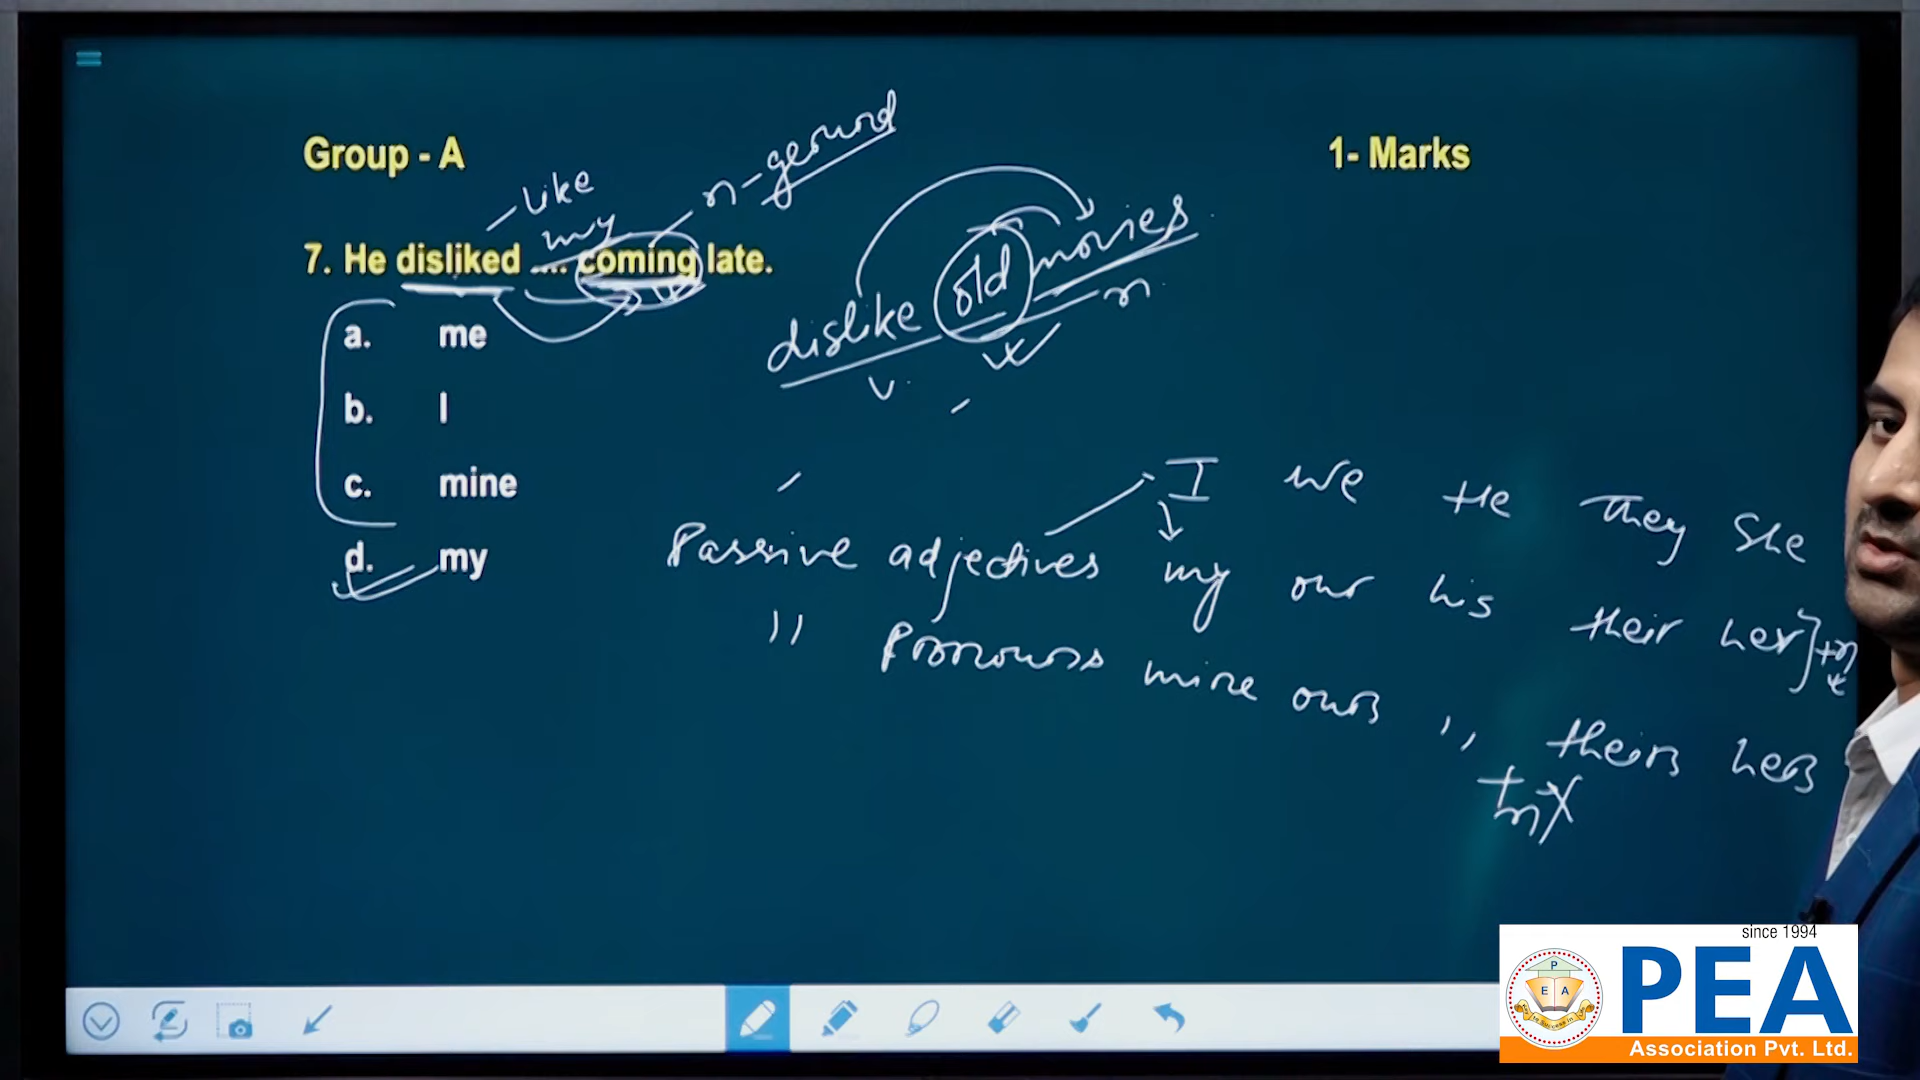 Group - A
1- Marks
like
my
n - gerund
7. He disliked .... coming late.
a. me
b. I
c. mine
d. my
dislike old movies
v
n
I we He They She
Passive adjectives my our his their her } +n
" Pronouns mine ours " theirs hers
+n
since 1994
P
E A
PEA
Association Pvt. Ltd.